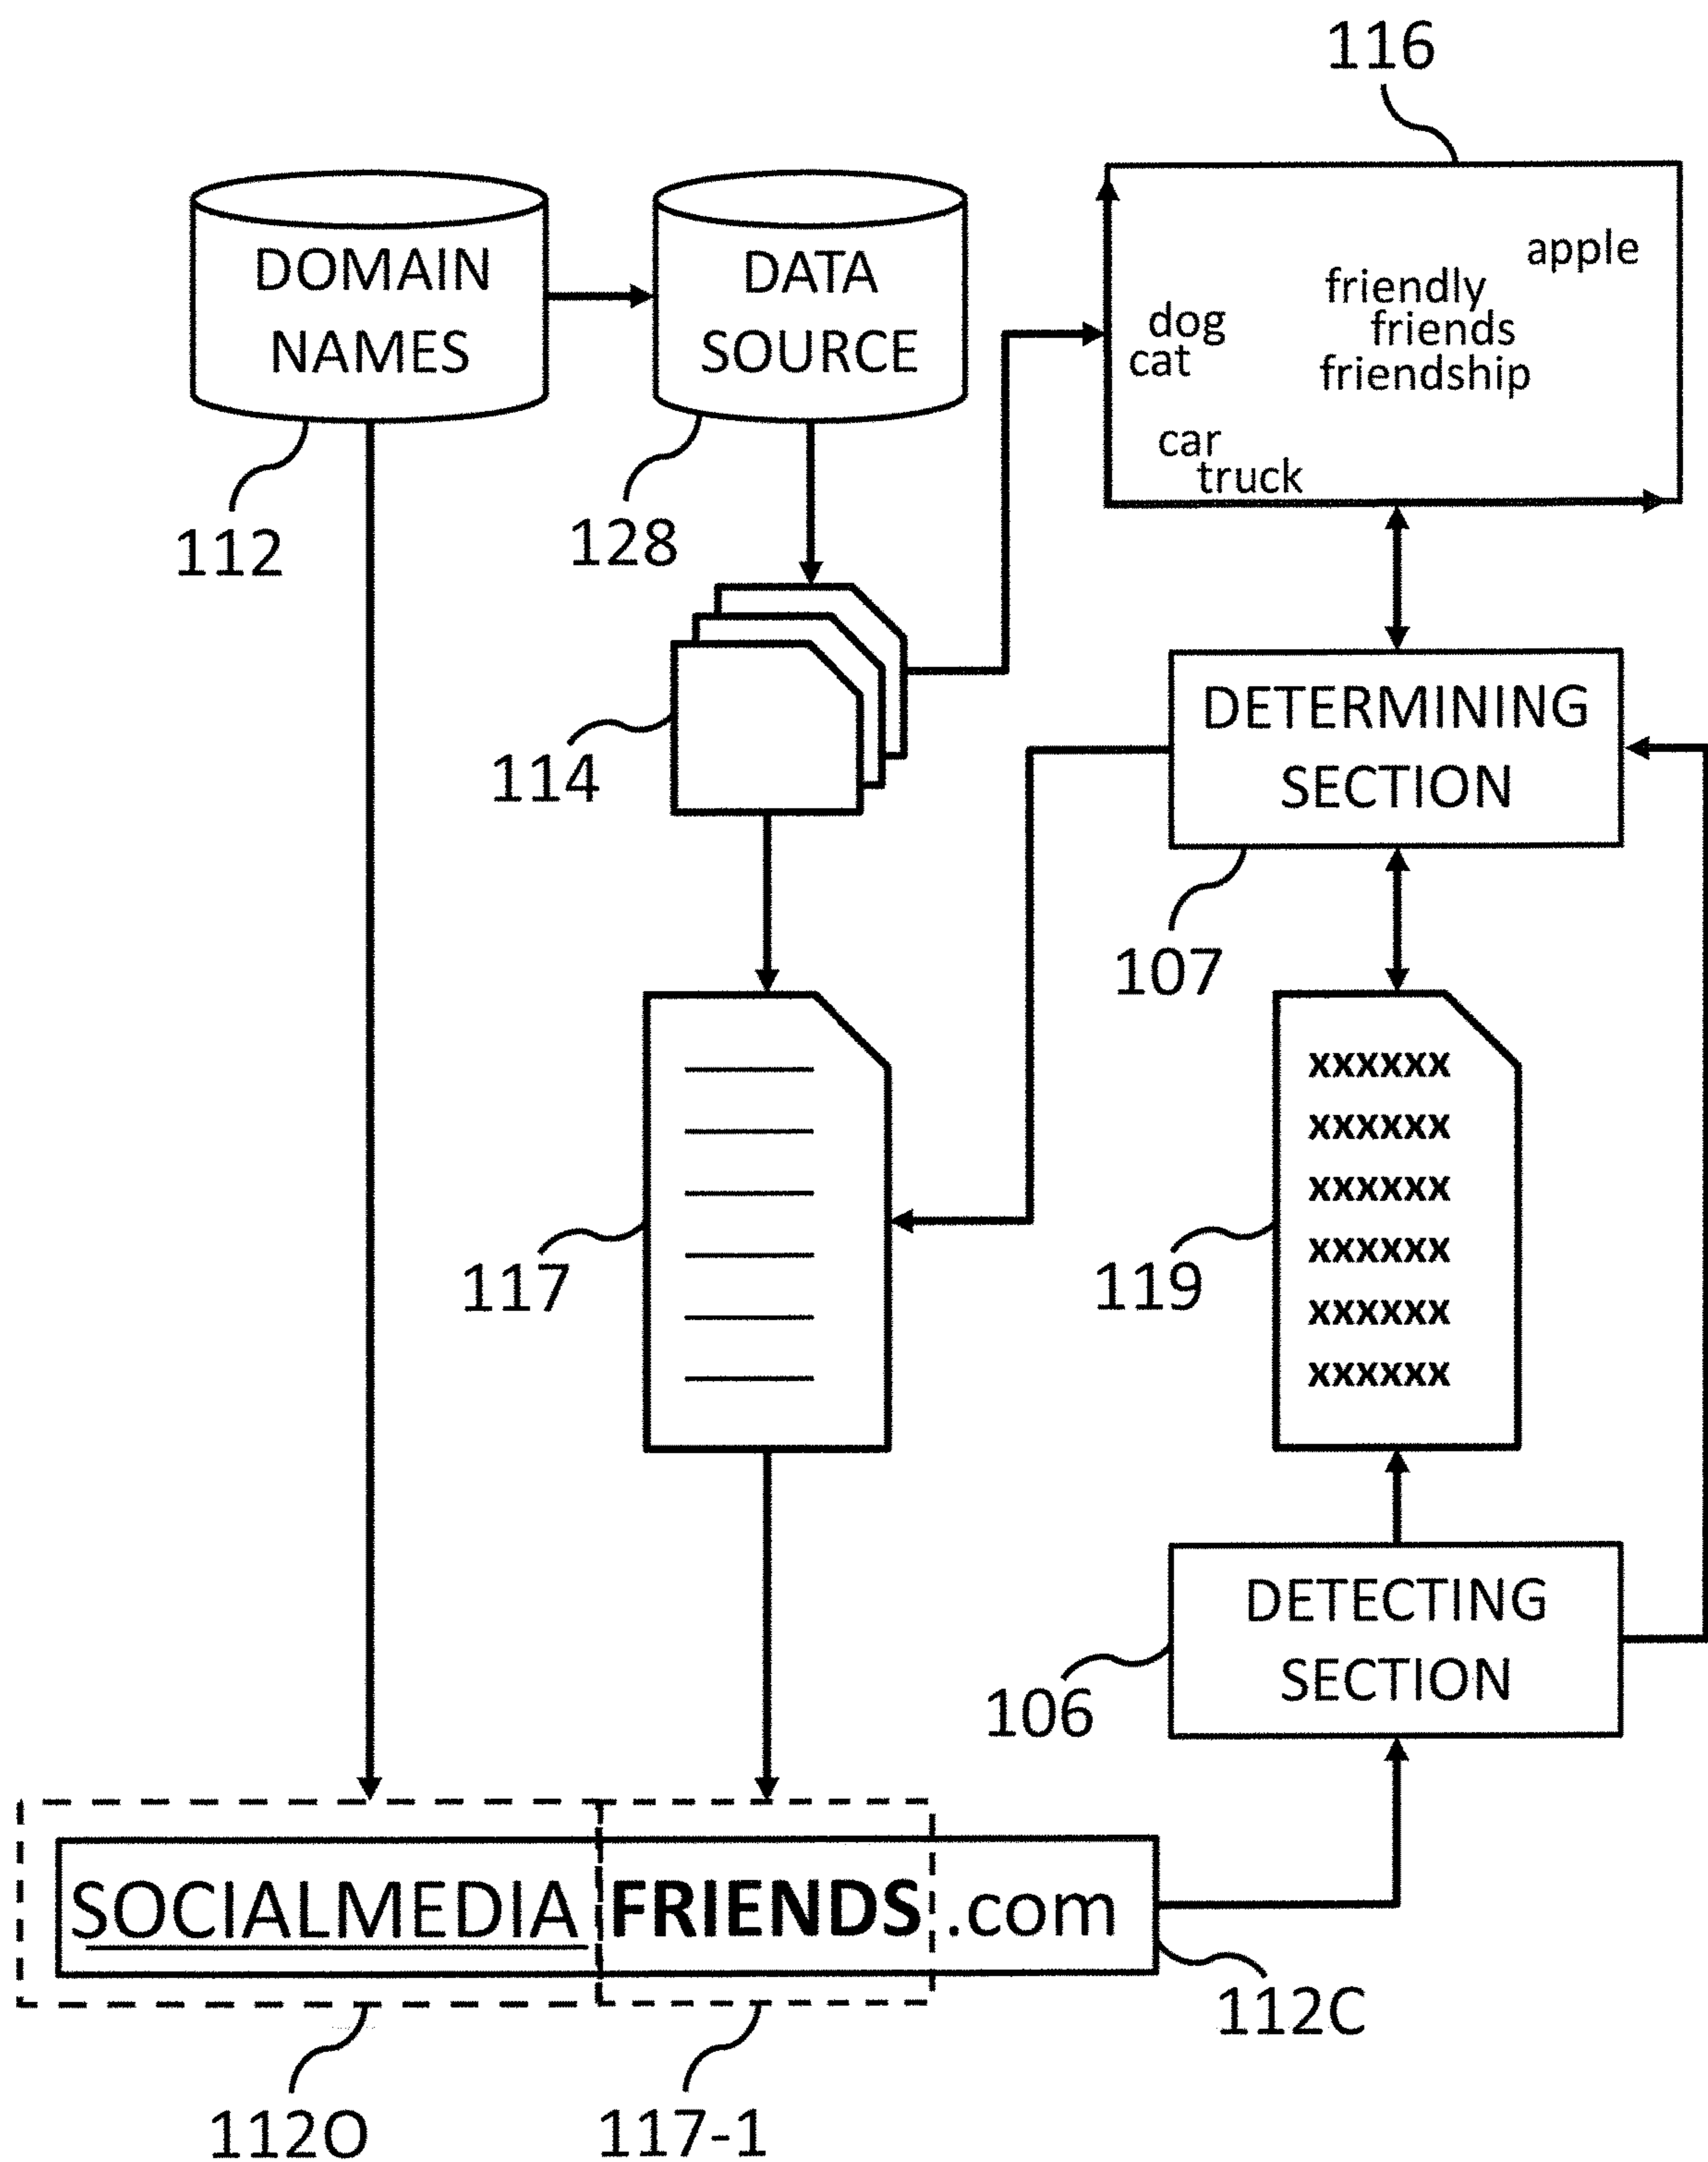 116
DOMAIN
NAMES
DATA
SOURCE
apple
friendly
friends
friendship
dog
cat
car
truck
112
128
114
DETERMINING
SECTION
107
117
xxxxxx
xxxxxx
xxxxxx
xxxxxx
xxxxxx
xxxxxx
119
DETECTING
SECTION
106
SOCIALMEDIA FRIENDS .com
112C
112O
117-1